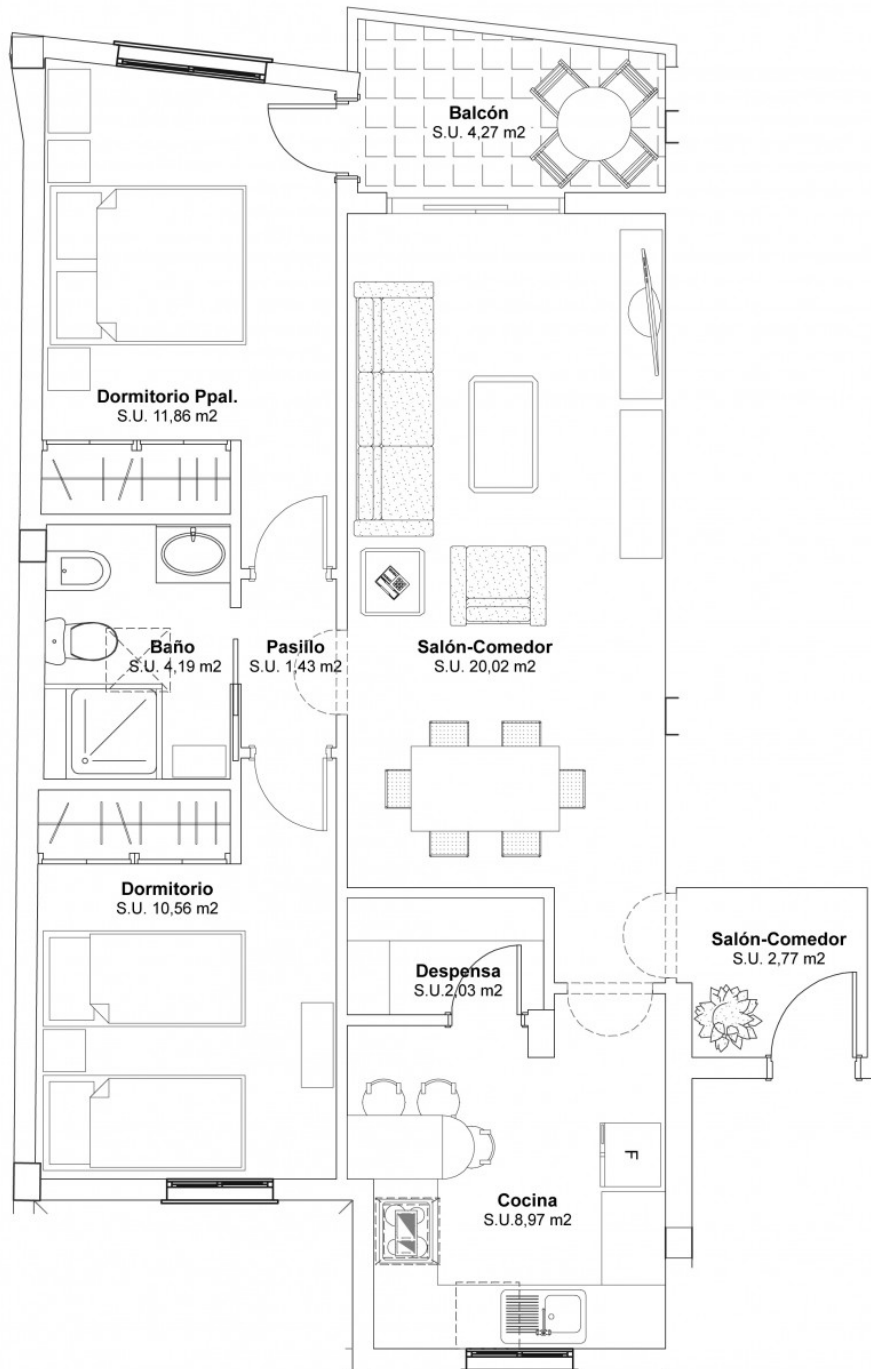 Balcón
S.U. 4,27 m2
Dormitorio Ppal.
S.U. 11,86 m2
Baño
S.U. 4,19 m2
Pasillo
S.U. 1,43 m2
Salón-Comedor
S.U. 20,02 m2
Dormitorio
S.U. 10,56 m2
Salón-Comedor
S.U. 2,77 m2
Despensa
S.U.2,03 m2
F
Cocina
S.U.8,97 m2